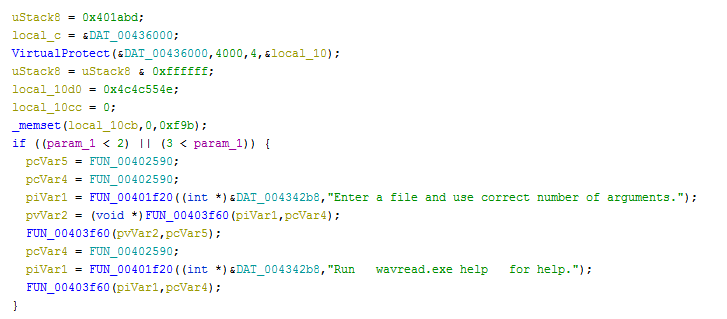 uStack8 = 0x401abd;
local_c = &DAT_00436000;
VirtualProtect(&DAT_00436000,4000,4,&local_10);
uStack8 = uStack8 & 0xffffff;
local_10d0 = 0x4c4c554e;
local_10cc = 0;
_memset(local_10cb,0,0xf9b);
if ((param_1 < 2) || (3 < param_1)) {
pcVar5 = FUN_00402590;
pcVar4 = FUN_00402590;
piVar1 = FUN_00401f20((int *)&DAT_004342b8,"Enter a file and use correct number of arguments.");
pvVar2 = (void *)FUN_00403f60(piVar1,pcVar4);
FUN_00403f60(pvVar2,pcVar5);
pcVar4 = FUN_00402590;
piVar1 = FUN_00401f20((int *)&DAT_004342b8,"Run   wavread.exe help   for help.");
FUN_00403f60(piVar1,pcVar4);
}